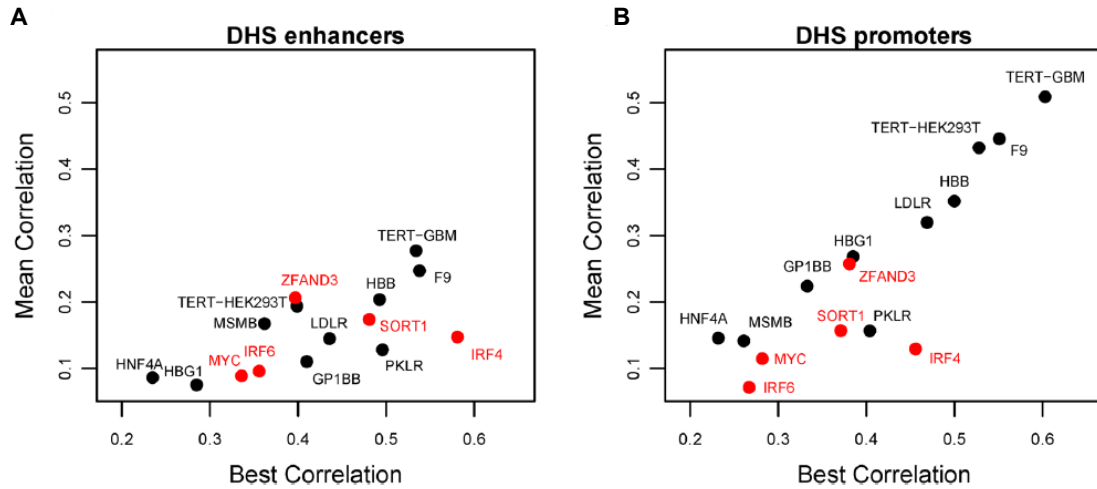 A
DHS enhancers
Mean Correlation
0.5
0.4
0.3
0.2
0.1
TERT-GBM
F9
ZFAND3
HBB
TERT-HEK293T
MSMB
LDLR
SORT1
IRF4
HNF4A
HBG1
MYC
IRF6
GP1BB
PKLR
0.2 0.3 0.4 0.5 0.6
Best Correlation
B
DHS promoters
Mean Correlation
0.5
0.4
0.3
0.2
0.1
TERT-GBM
TERT-HEK293T
F9
HBB
LDLR
HBG1
GP1BB
ZFAND3
HNF4A
MSMB
SORT1
PKLR
MYC
IRF4
IRF6
0.2 0.3 0.4 0.5 0.6
Best Correlation